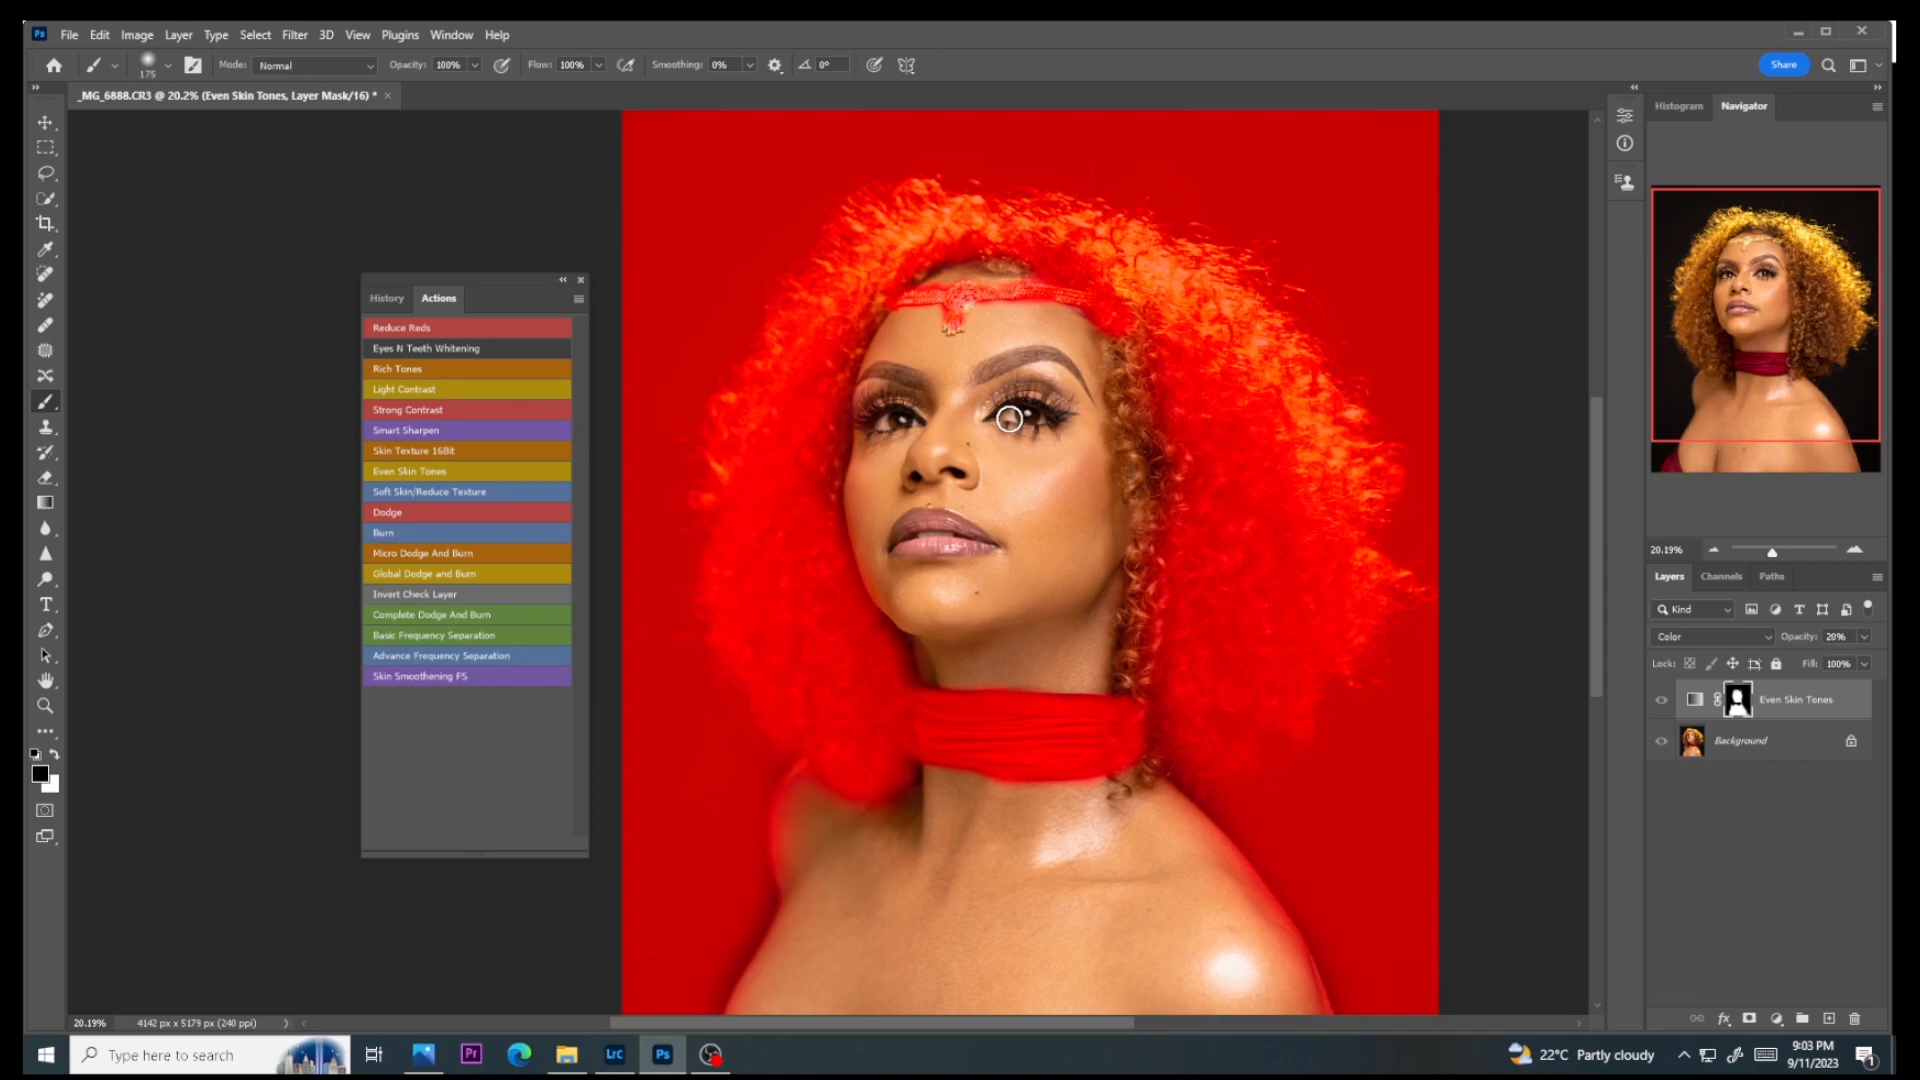 Ps File Edit Image Layer Type Select Filter 3D View Plugins Window Help
175 Mode: Normal Opacity: 100% Flow: 100% Smoothing: 0% 0° Share
_MG_6888.CR3 @ 20.2% (Even Skin Tones, Layer Mask/16) *
Histogram Navigator
History Actions
Reduce Reds
Eyes N Teeth Whitening
Rich Tones
Light Contrast
Strong Contrast
Smart Sharpen
Skin Texture 16Bit
Even Skin Tones
Soft Skin/Reduce Texture
Dodge
Burn
Micro Dodge And Burn
Global Dodge and Burn
Invert Check Layer
Complete Dodge And Burn
Basic Frequency Separation
Advance Frequency Separation
Skin Smoothening FS
20.19%
Layers Channels Paths
Kind
Color Opacity: 20%
Lock: Fill: 100%
Even Skin Tones
Background
20.19% 4142 px x 5179 px (240 ppi)
Type here to search Pr Lrc Ps 22°C Partly cloudy 9:03 PM
9/11/2023 1